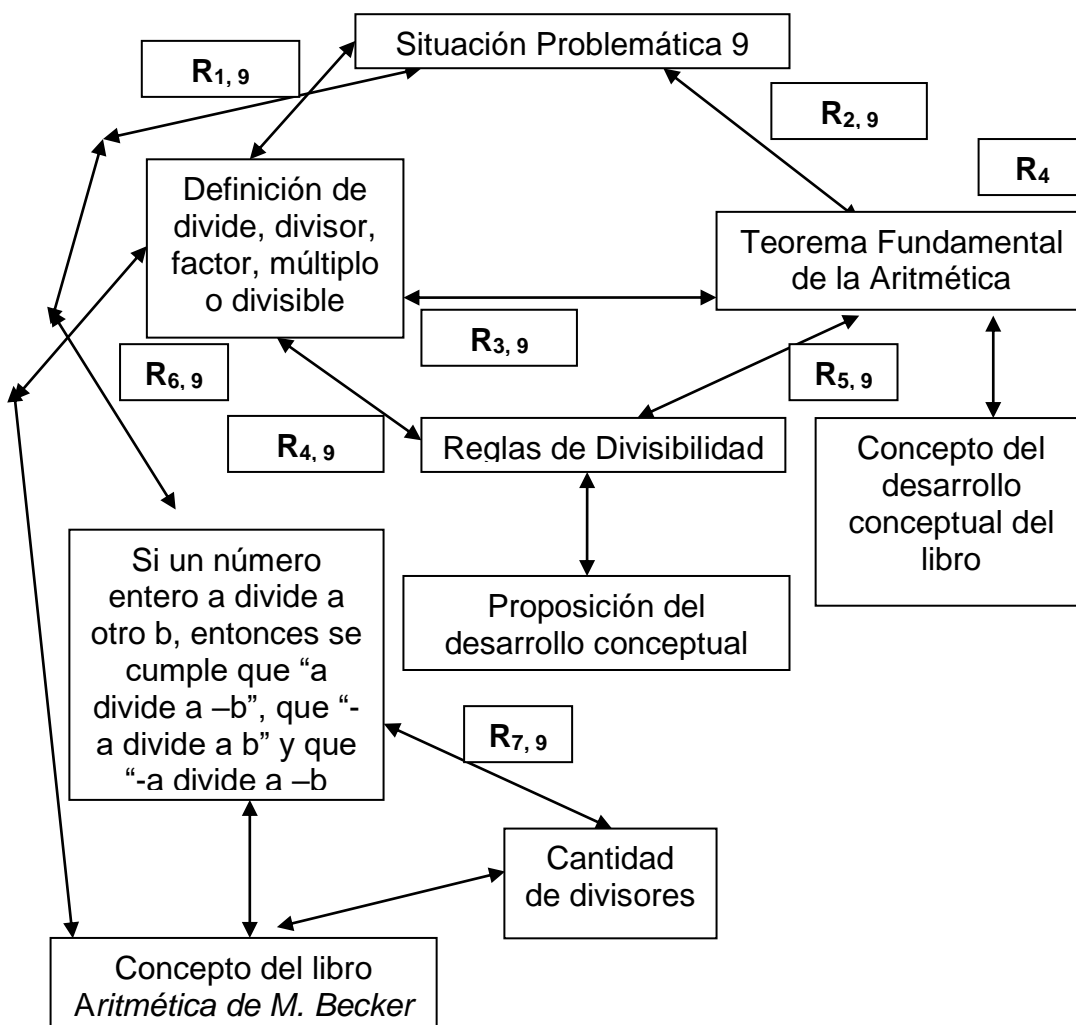 Situación Problemática 9
R1, 9
R2, 9
R4
Definición de
divide, divisor,
factor, múltiplo
o divisible
Teorema Fundamental
de la Aritmética
R3, 9
R6, 9
R5, 9
R4, 9
Reglas de Divisibilidad
Concepto del
desarrollo
conceptual del
libro
Si un número
entero a divide a
otro b, entonces se
cumple que “a
divide a –b”, que “-
a divide a b” y que
“-a divide a –b
Proposición del
desarrollo conceptual
R7, 9
Cantidad
de divisores
Concepto del libro
Aritmética de M. Becker